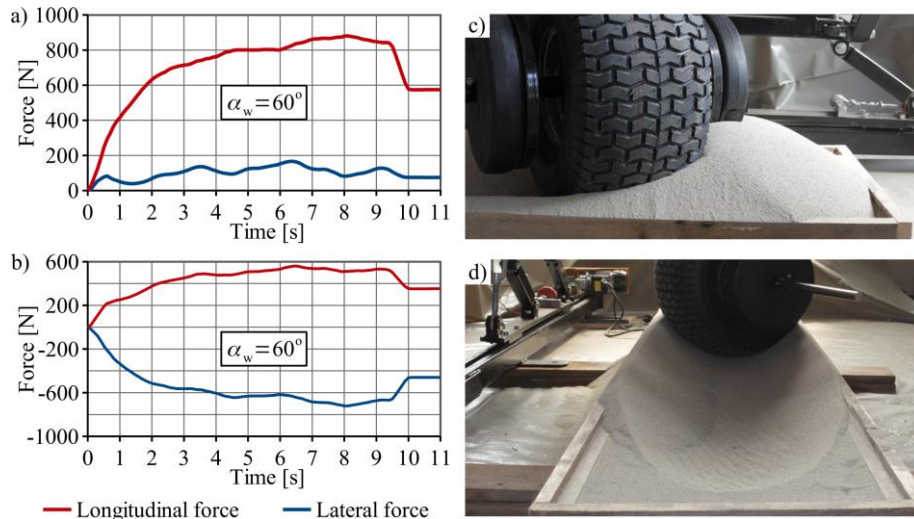 a)
1000
800
600
400
200
0
Force [N]
α_w=60°
0 1 2 3 4 5 6 7 8 9 10 11
Time [s]
b)
600
200
-200
-600
-1000
Force [N]
α_w=60°
0 1 2 3 4 5 6 7 8 9 10 11
Time [s]
Longitudinal force Lateral force
c)
d)